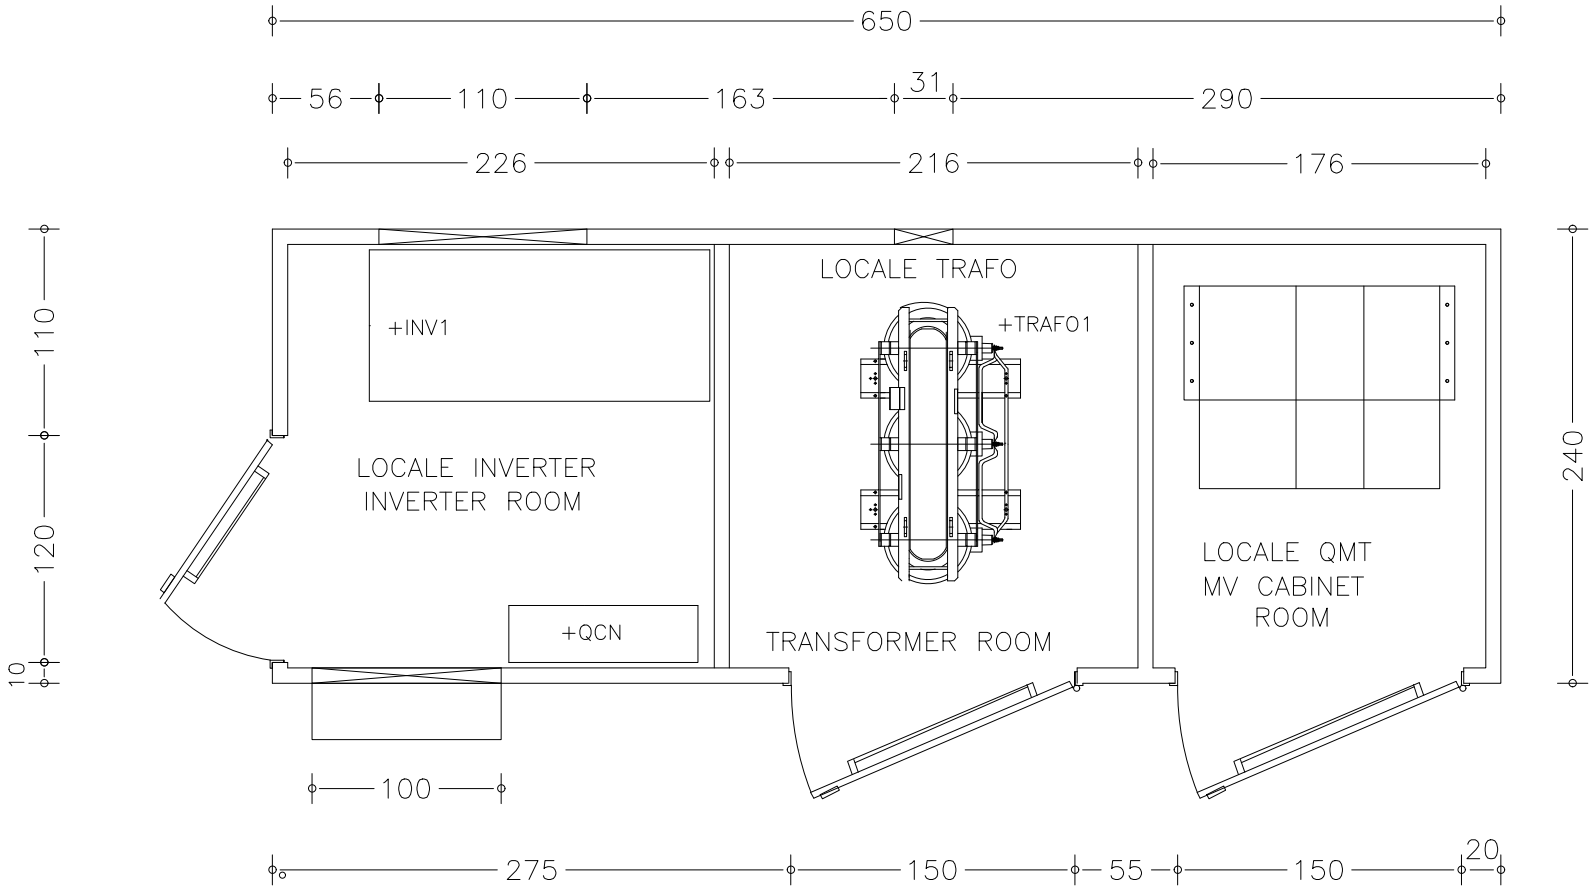 650
56 110 163 31 290
226 216 176
LOCALE TRAFO
+INV1
+TRAFO1
110
240
LOCALE INVERTER
INVERTER ROOM
120
LOCALE QMT
MV CABINET
ROOM
+QCN
TRANSFORMER ROOM
10
100
275 150 55 150 20